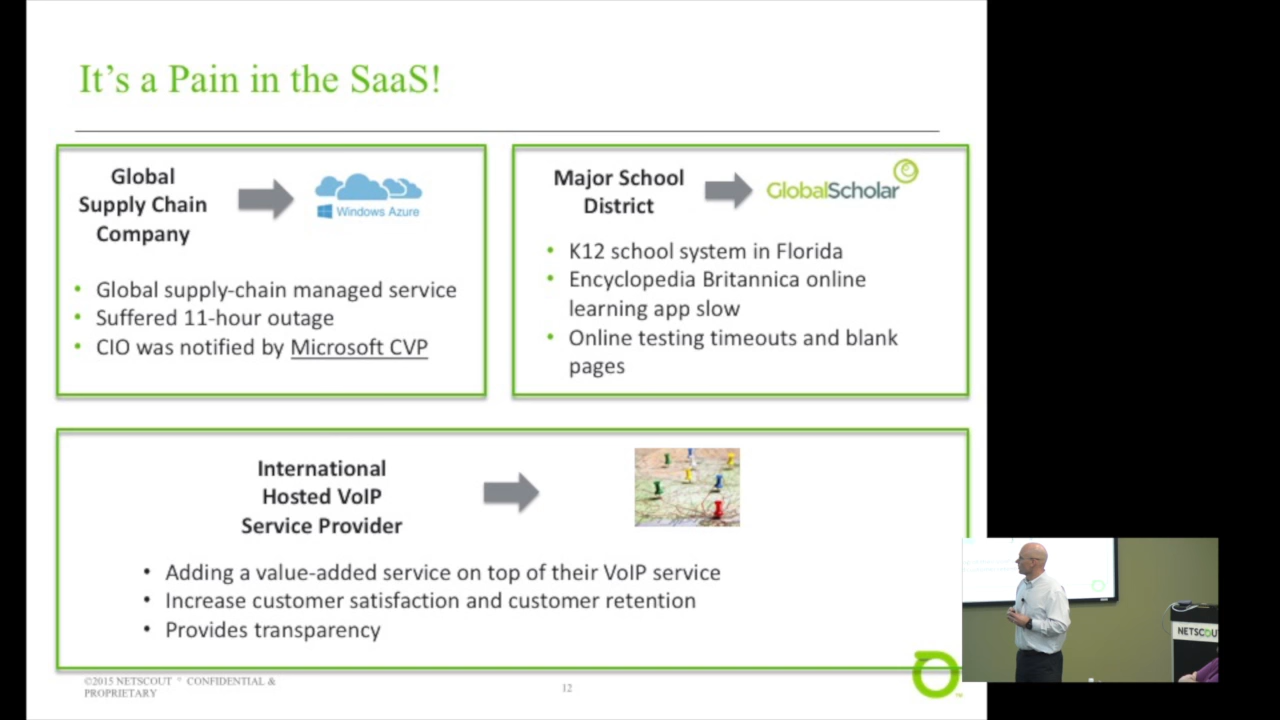 It's a Pain in the SaaS!
Global
Supply Chain
Company
Windows Azure
• Global supply-chain managed service
• Suffered 11-hour outage
• CIO was notified by Microsoft CVP
Major School
District
GlobalScholar
• K12 school system in Florida
• Encyclopedia Britannica online
learning app slow
• Online testing timeouts and blank
pages
International
Hosted VoIP
Service Provider
• Adding a value-added service on top of their VoIP service
• Increase customer satisfaction and customer retention
• Provides transparency
©2015 NETSCOUT ° CONFIDENTIAL &
PROPRIETARY
12
NETSCOU